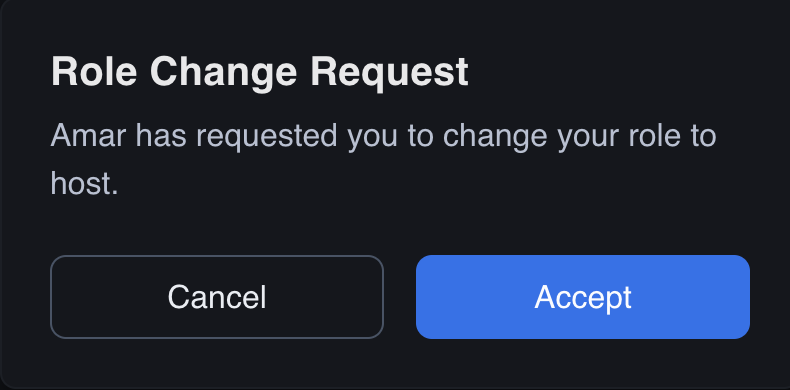 Role Change Request
Amar has requested you to change your role to
host.
Cancel
Accept